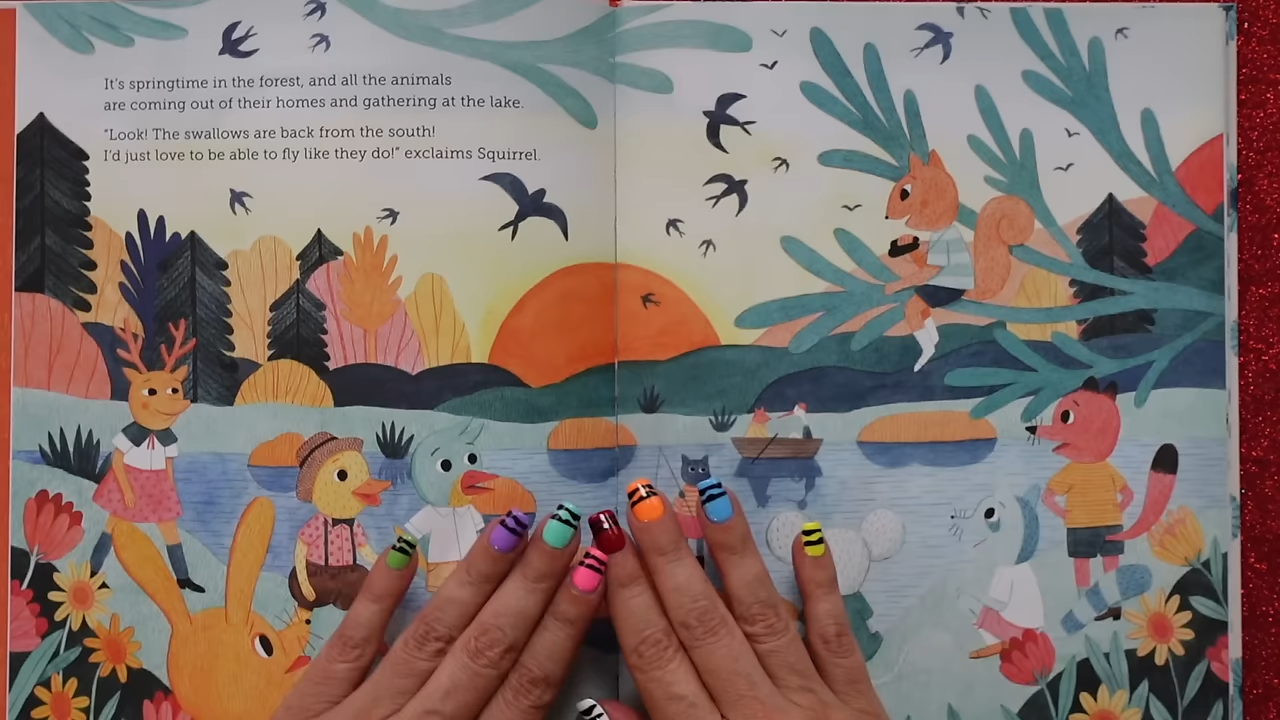 It's springtime in the forest, and all the animals
are coming out of their homes and gathering at the lake.
"Look! The swallows are back from the south!
I'd just love to be able to fly like they do!" exclaims Squirrel.